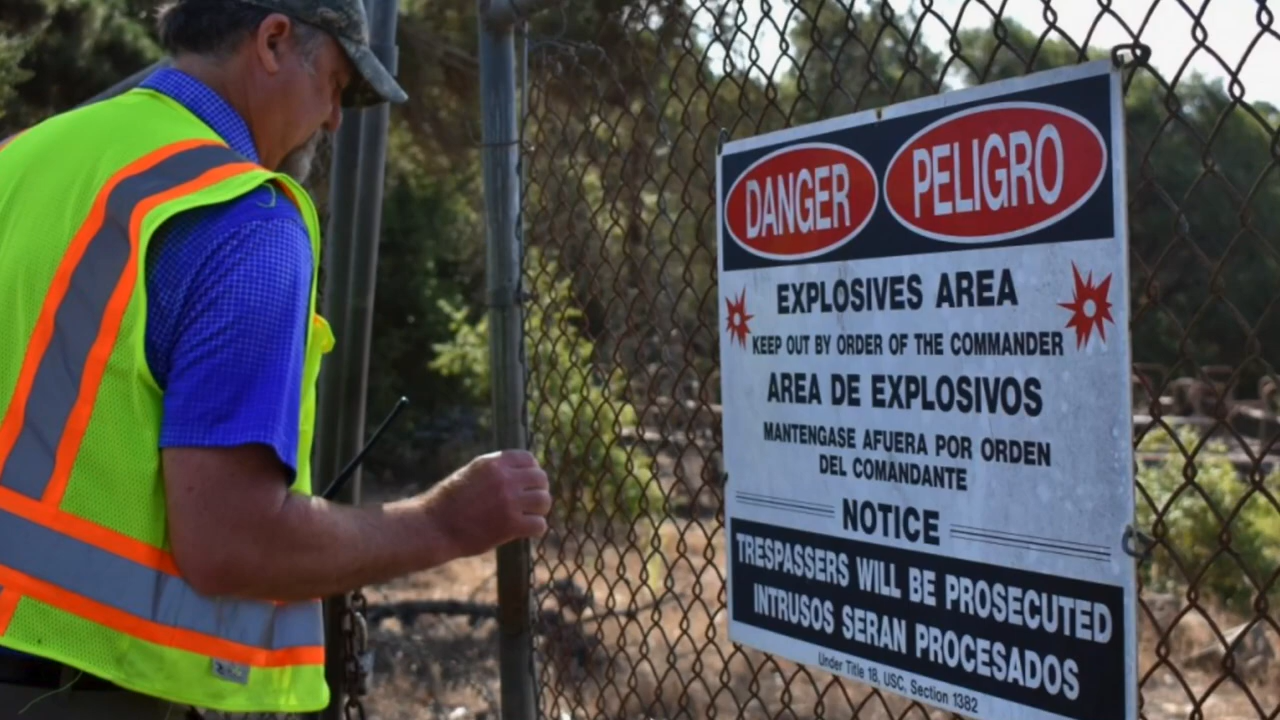 DANGER PELIGRO
EXPLOSIVES AREA
KEEP OUT BY ORDER OF THE COMMANDER
AREA DE EXPLOSIVOS
MANTENGASE AFUERA POR ORDEN
DEL COMANDANTE
NOTICE
TRESPASSERS WILL BE PROSECUTED
INTRUSOS SERAN PROCESADOS
Under Title 18, USC, Section 1382